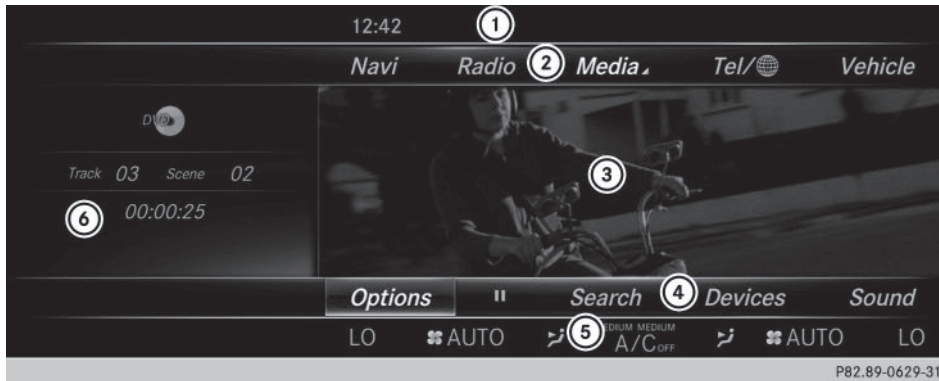 12:42 1
Navi Radio 2 Media Tel/ Vehicle
DVD
3
Track 03 Scene 02
6 00:00:25
Options Search 4 Devices Sound
LO AUTO 5 MEDIUM MEDIUM AUTO LO
A/C OFF
P82.89-0629-31